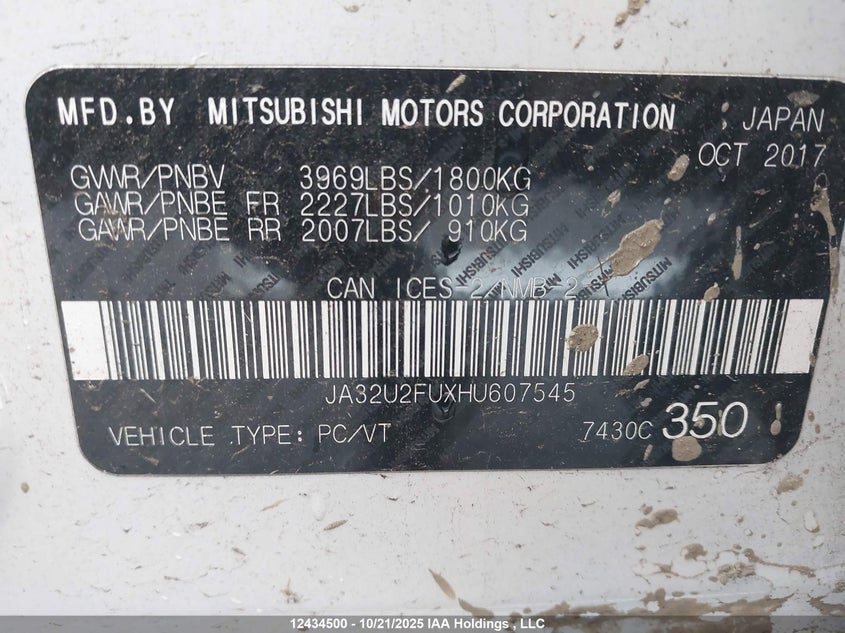 MFD.BY MITSUBISHI MOTORS CORPORATION JAPAN
OCT 2017
GVWR/PNBV 3969LBS/1800KG
GAWR/PNBE FR 2227LBS/1010KG
GAWR/PNBE RR 2007LBS/ 910KG
CAN ICES-2/NMB-2
JA32U2FUXHU607545
VEHICLE TYPE: PC/VT 7430C 350
12434500 - 10/21/2025 IAA Holdings, LLC